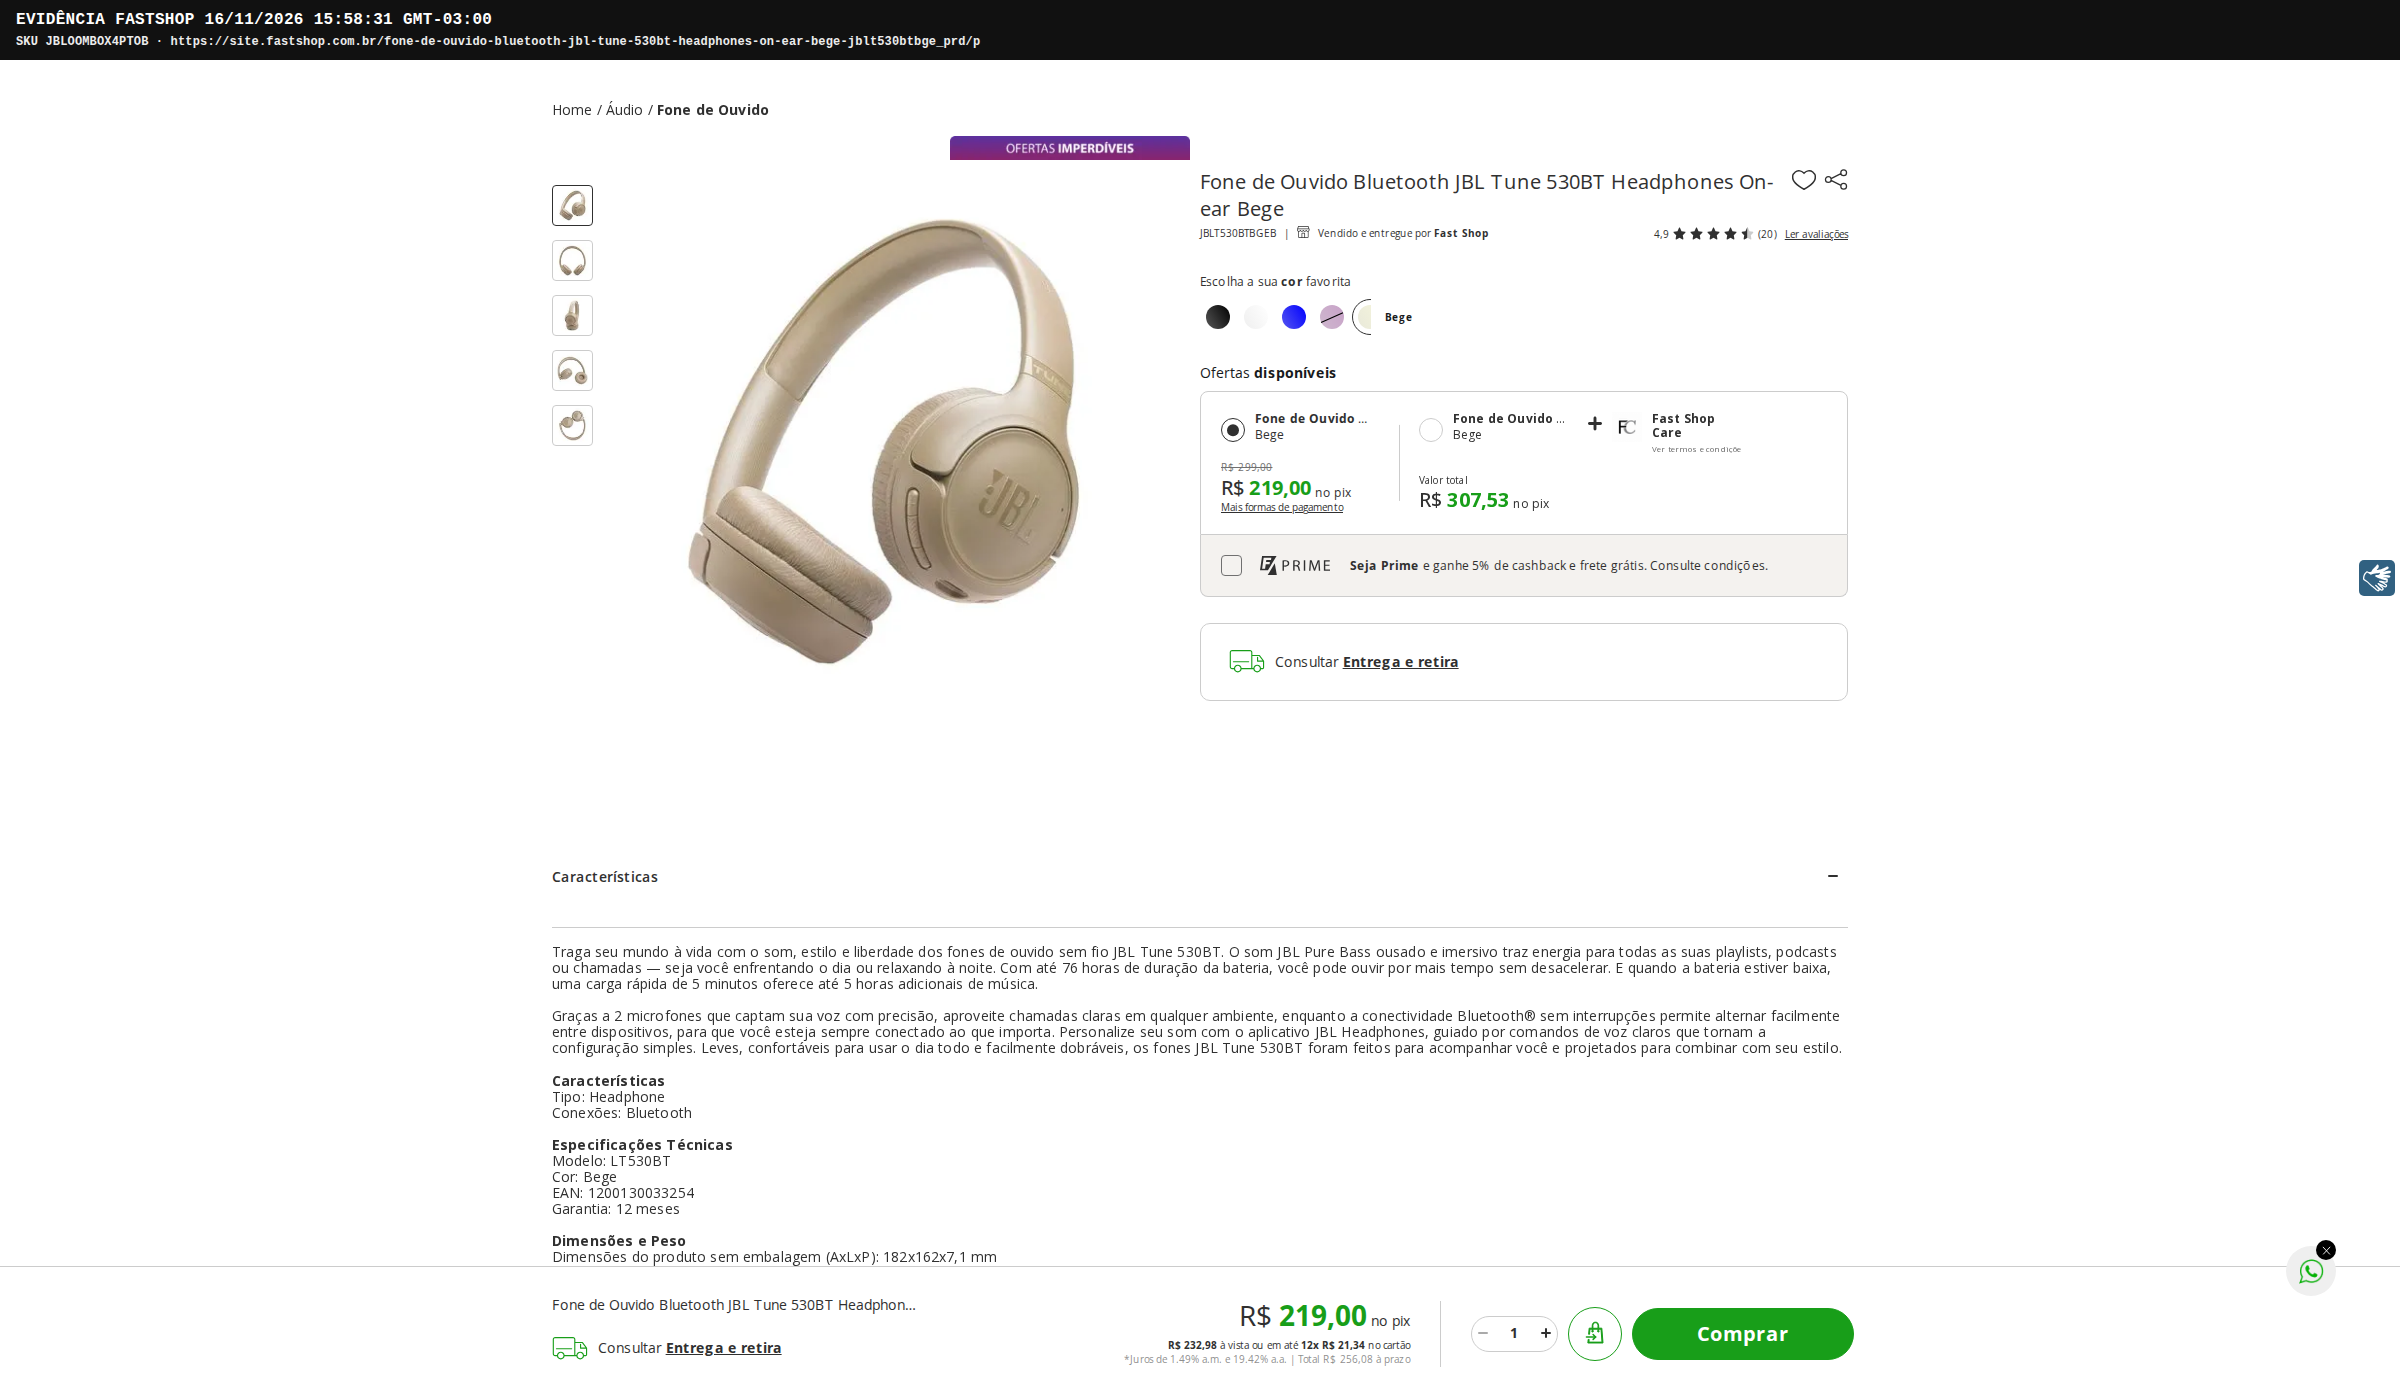 EVIDÊNCIA FASTSHOP 16/11/2026 15:58:31 GMT-03:00
SKU JBLOOMBOX4PTOB · https://site.fastshop.com.br/fone-de-ouvido-bluetooth-jbl-tune-530bt-headphones-on-ear-bege-jblt530btbge_prd/p
Home / Áudio / Fone de Ouvido
OFERTAS IMPERDÍVEIS
Fone de Ouvido Bluetooth JBL Tune 530BT Headphones On-
ear Bege
JBLT530BTBGEB | Vendido e entregue por Fast Shop 4,9 (20) Ler avaliações
Escolha a sua cor favorita
Bege
TUNE
JBL
Ofertas disponíveis
Fone de Ouvido ...
Bege
R$ 299,00
R$ 219,00 no pix
Mais formas de pagamento
Fone de Ouvido ...
Bege
+ FC Fast Shop
Care
Ver termos e condiçõe
Valor total
R$ 307,53 no pix
PRIME Seja Prime e ganhe 5% de cashback e frete grátis. Consulte condições.
Consultar Entrega e retira
Características
Traga seu mundo à vida com o som, estilo e liberdade dos fones de ouvido sem fio JBL Tune 530BT. O som JBL Pure Bass ousado e imersivo traz energia para todas as suas playlists, podcasts
ou chamadas — seja você enfrentando o dia ou relaxando à noite. Com até 76 horas de duração da bateria, você pode ouvir por mais tempo sem desacelerar. E quando a bateria estiver baixa,
uma carga rápida de 5 minutos oferece até 5 horas adicionais de música.
Graças a 2 microfones que captam sua voz com precisão, aproveite chamadas claras em qualquer ambiente, enquanto a conectividade Bluetooth® sem interrupções permite alternar facilmente
entre dispositivos, para que você esteja sempre conectado ao que importa. Personalize seu som com o aplicativo JBL Headphones, guiado por comandos de voz claros que tornam a
configuração simples. Leves, confortáveis para usar o dia todo e facilmente dobráveis, os fones JBL Tune 530BT foram feitos para acompanhar você e projetados para combinar com seu estilo.
Características
Tipo: Headphone
Conexões: Bluetooth
Especificações Técnicas
Modelo: LT530BT
Cor: Bege
EAN: 1200130033254
Garantia: 12 meses
Dimensões e Peso
Dimensões do produto sem embalagem (AxLxP): 182x162x7,1 mm
Fone de Ouvido Bluetooth JBL Tune 530BT Headphon...
Consultar Entrega e retira
R$ 219,00 no pix
R$ 232,98 à vista ou em até 12x R$ 21,34 no cartão
*Juros de 1.49% a.m. e 19.42% a.a. | Total R$ 256,08 à prazo
1
Comprar